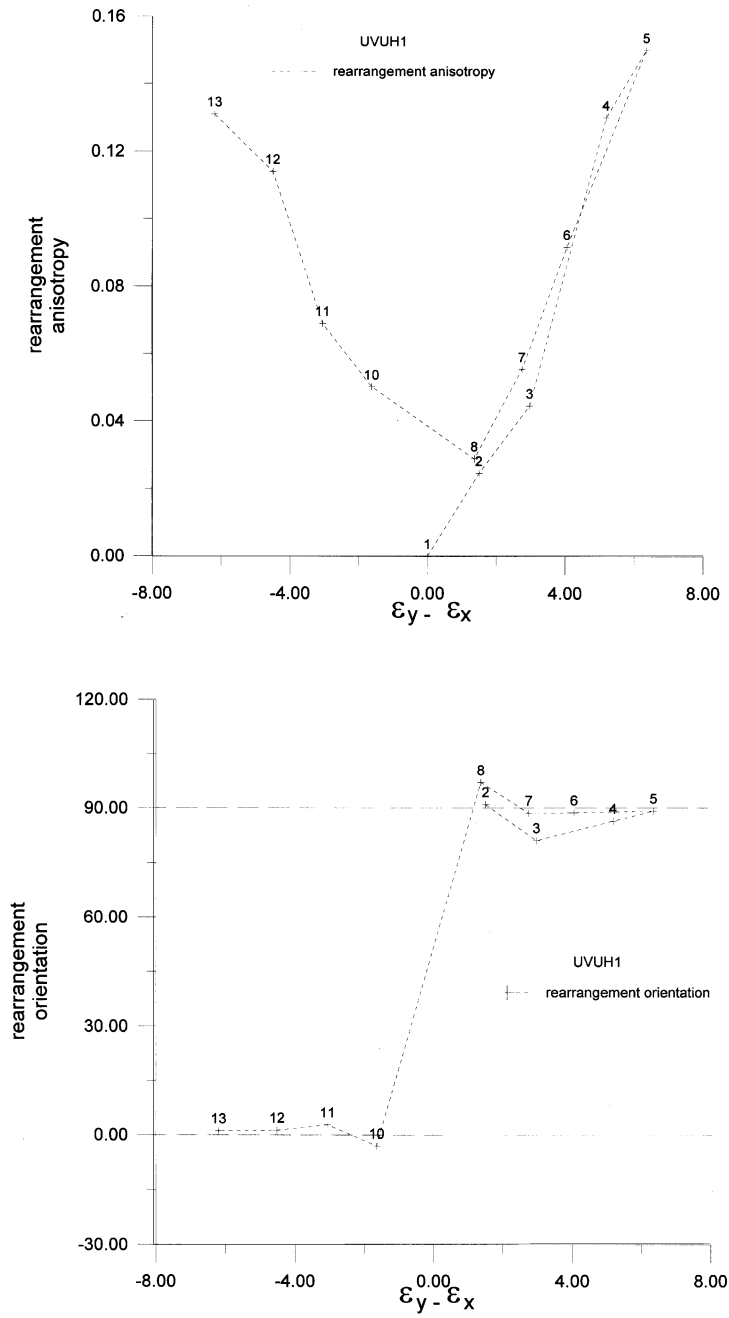 0.16
UVUH1
rearrangement anisotropy
5
4
13
0.12
12
6
rearrangement
anisotropy
0.08
11
10
7
3
0.04
8
2
1
0.00
-8.00 -4.00 0.00 4.00 8.00
εy - εx
120.00
8
2
7 6 4 5
90.00
3
60.00
rearrangement
orientation
UVUH1
rearrangement orientation
30.00
13 12 11
10
0.00
-30.00
-8.00 -4.00 0.00 4.00 8.00
εy - εx